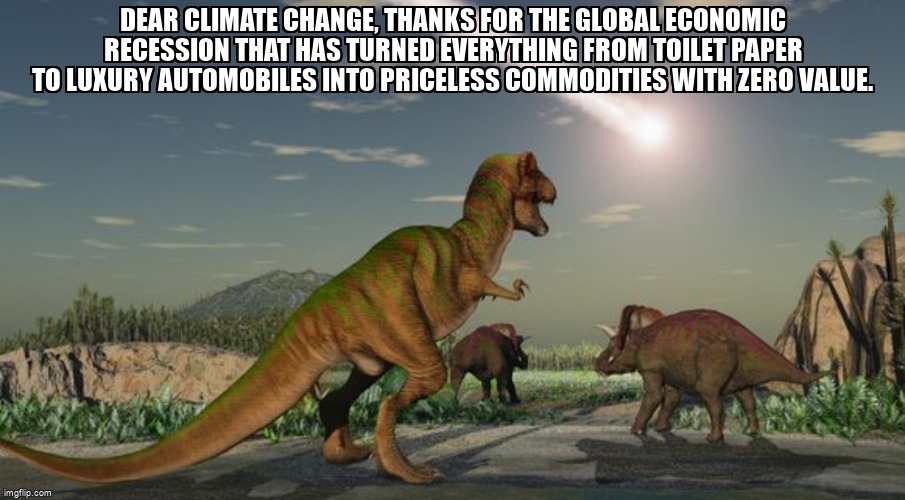 DEAR CLIMATE CHANGE, THANKS FOR THE GLOBAL ECONOMIC
RECESSION THAT HAS TURNED EVERYTHING FROM TOILET PAPER
TO LUXURY AUTOMOBILES INTO PRICELESS COMMODITIES WITH ZERO VALUE.
imgflip.com